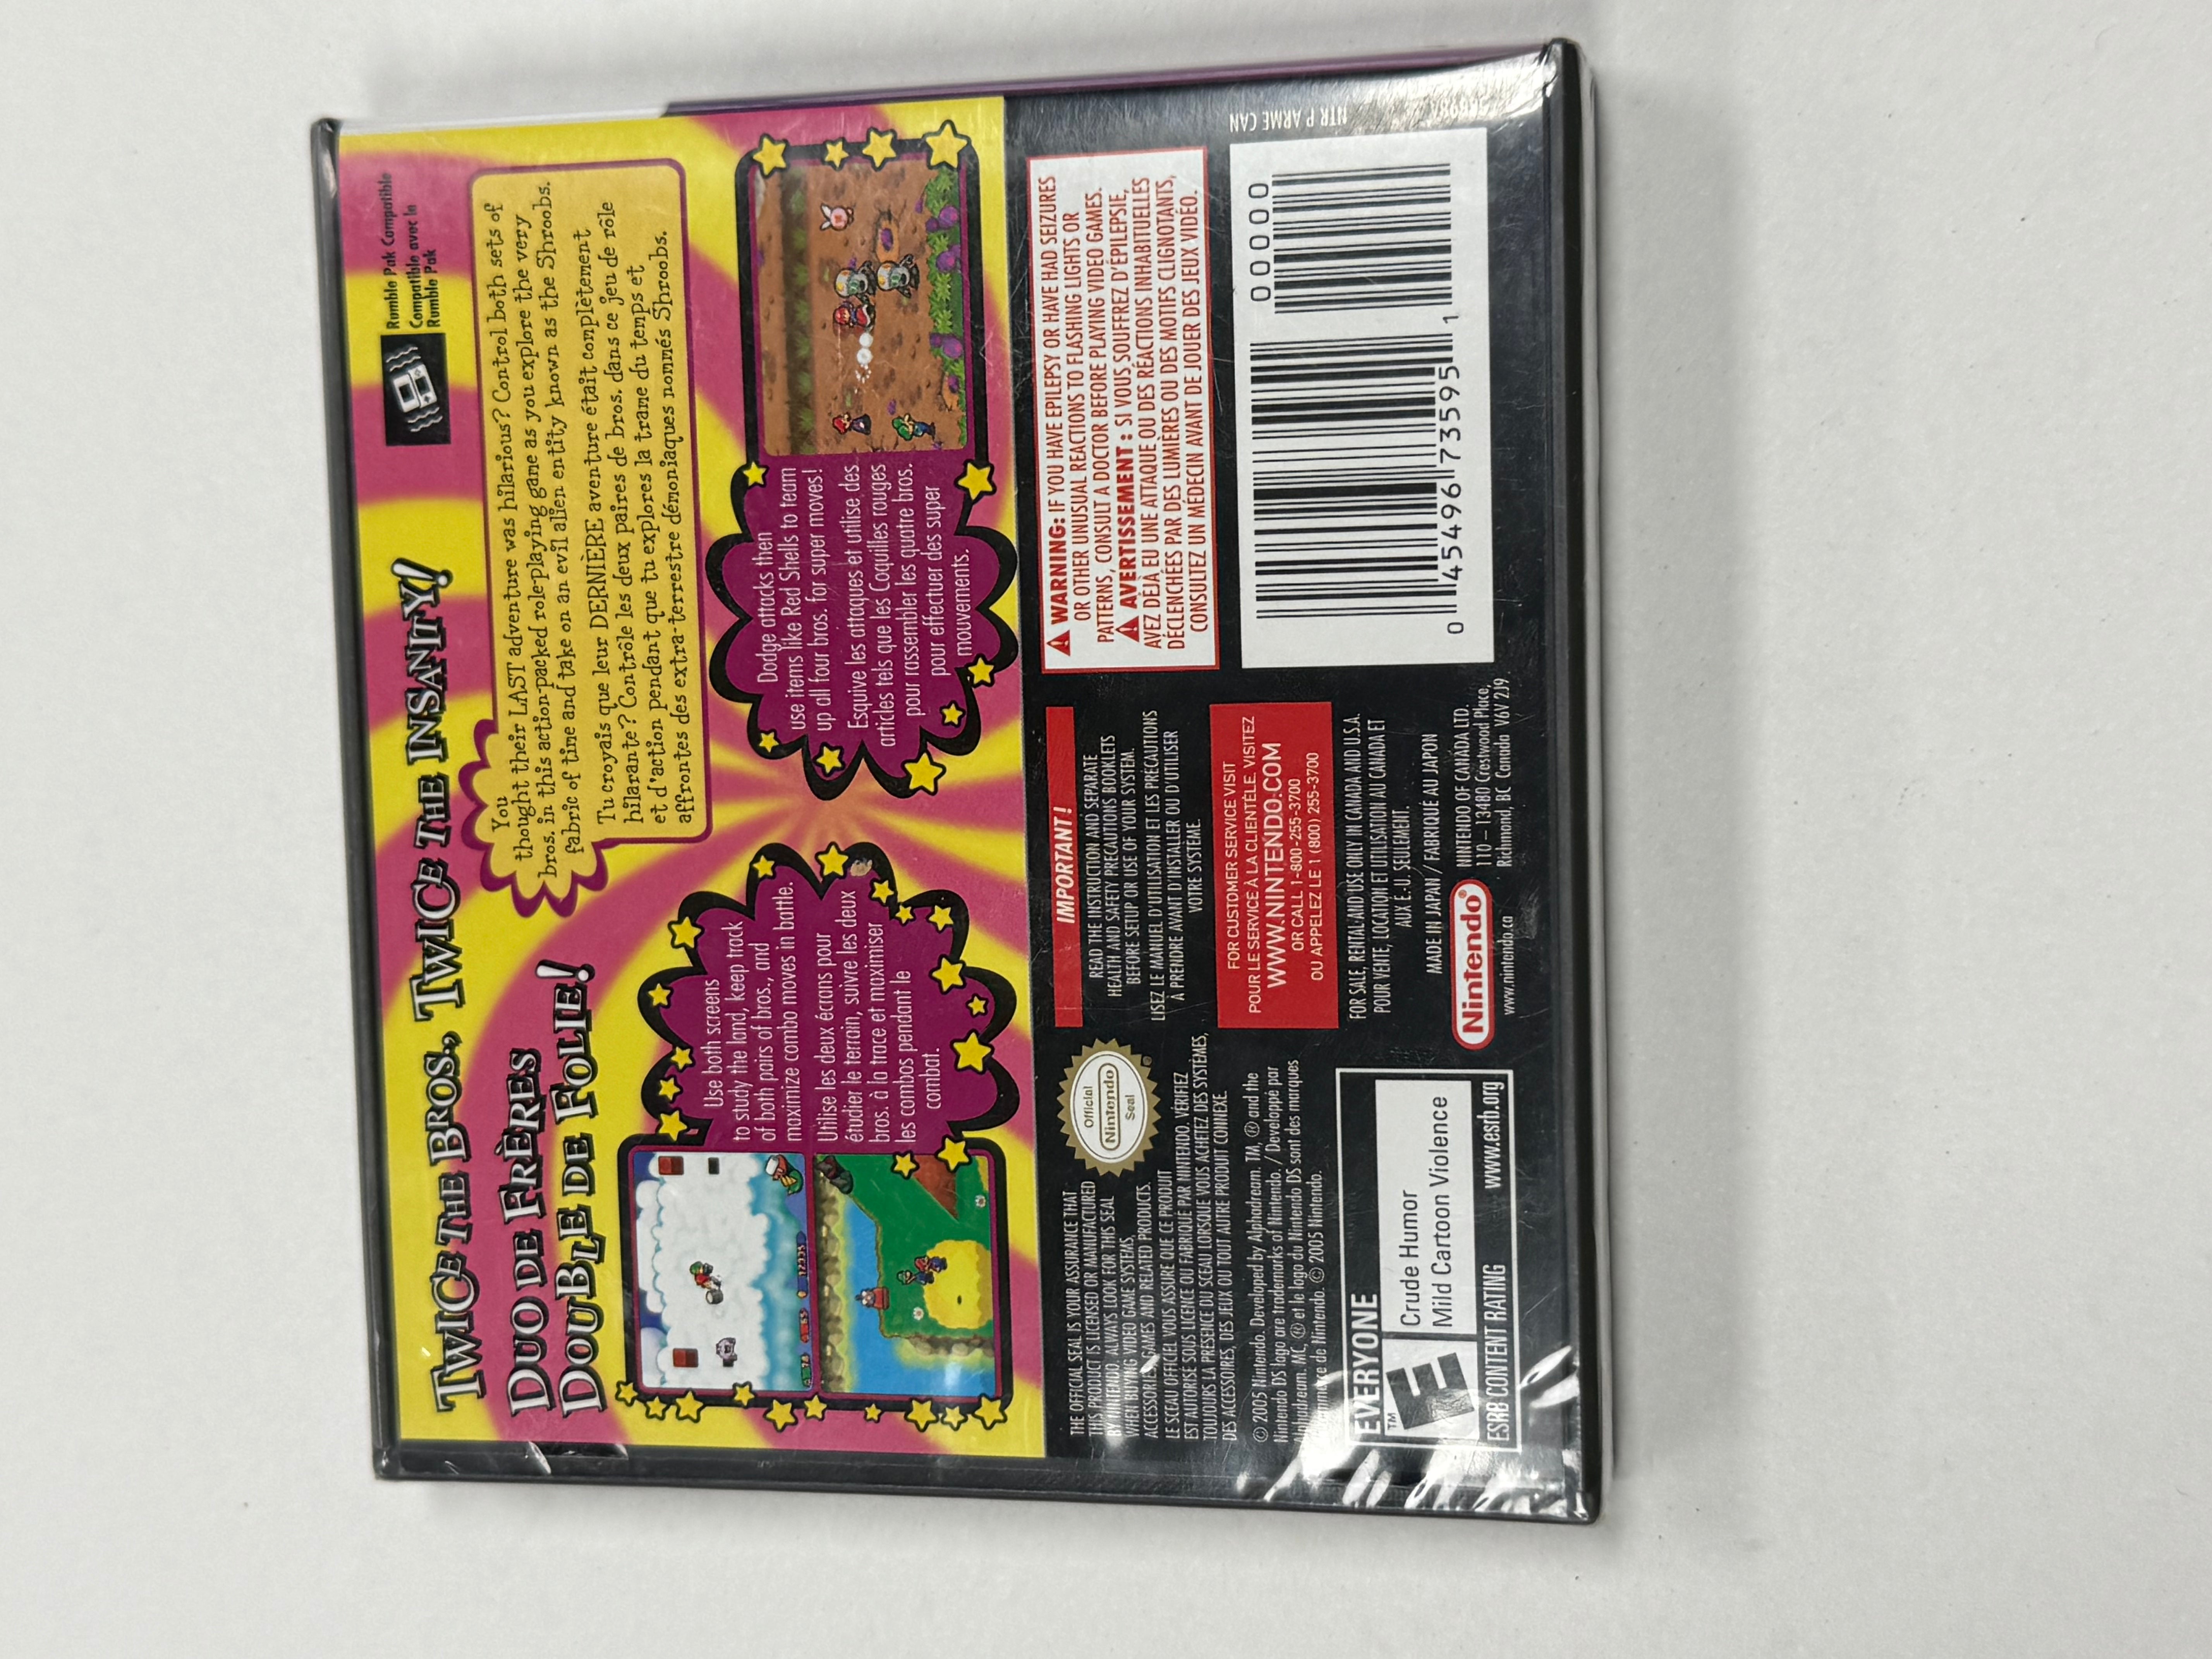 Rumble Pak Compatible
Compatible avec le
Rumble Pak
TWICE THE BROS., TWICE THE INSANITY!
DUO DE FRÈRES
DOUBLE DE FOLIE!
You
thought their LAST adventure was hilarious? Control both sets of
bros. in this action-packed role-playing game as you explore the very
fabric of time and take on an evil alien entity known as the Shroobs.
Tu croyais que leur DERNIÈRE aventure était complètement
hilarante? Contrôle les deux paires de bros. dans ce jeu de rôle
et d'action pendant que tu explores la trame du temps et
affrontes des extra-terrestre démoniaques nommés Shroobs.
Use both screens
to study the land, keep track
of both pairs of bros., and
maximize combo moves in battle.
Utilise les deux écrans pour
étudier le terrain, suivre les deux
bros. à la trace et maximiser
les combos pendant le
combat.
Dodge attacks then
use items like Red Shells to team
up all four bros. for super moves!
Esquive les attaques et utilise des
articles tels que les Coquilles rouges
pour rassembler les quatre bros.
pour effectuer des super
mouvements.
THE OFFICIAL SEAL IS YOUR ASSURANCE THAT
THIS PRODUCT IS LICENSED OR MANUFACTURED
BY NINTENDO. ALWAYS LOOK FOR THIS SEAL
WHEN BUYING VIDEO GAME SYSTEMS,
ACCESSORIES, GAMES AND RELATED PRODUCTS.
LE SCEAU OFFICIEL VOUS ASSURE QUE CE PRODUIT
EST AUTORISÉ SOUS LICENCE OU FABRIQUÉ PAR NINTENDO. VÉRIFIEZ
TOUJOURS LA PRÉSENCE DU SCEAU LORSQUE VOUS ACHETEZ DES SYSTÈMES,
DES ACCESSOIRES, DES JEUX OU TOUT AUTRE PRODUIT CONNEXE.
Official
Nintendo
Seal
© 2005 Nintendo. Developed by Alphadream. TM, ® and the
Nintendo DS logo are trademarks of Nintendo. / Développé par
Alphadream. MC, ® et le logo du Nintendo DS sont des marques
de Nintendo. © 2005 Nintendo.
EVERYONE
E
TM
Crude Humor
Mild Cartoon Violence
ESRB CONTENT RATING
www.esrb.org
IMPORTANT!
READ THE INSTRUCTION AND SEPARATE
HEALTH AND SAFETY PRECAUTIONS BOOKLETS
BEFORE SETUP OR USE OF YOUR SYSTEM.
LISEZ LE MANUEL D'UTILISATION ET LES PRÉCAUTIONS
À PRENDRE AVANT D'INSTALLER OU D'UTILISER
VOTRE SYSTÈME.
FOR CUSTOMER SERVICE VISIT
POUR LE SERVICE À LA CLIENTÈLE, VISITEZ
WWW.NINTENDO.COM
OR CALL 1-800-255-3700
OU APPELEZ LE 1 (800) 255-3700
FOR SALE, RENTAL AND USE ONLY IN CANADA AND U.S.A.
POUR VENTE, LOCATION ET UTILISATION AU CANADA ET
AUX É.-U. SEULEMENT.
MADE IN JAPAN / FABRIQUÉ AU JAPON
Nintendo®
NINTENDO OF CANADA LTD.
110 – 13480 Crestwood Place,
Richmond BC Canada V6V 2J9
www.nintendo.ca
WARNING: IF YOU HAVE EPILEPSY OR HAVE HAD SEIZURES
OR OTHER UNUSUAL REACTIONS TO FLASHING LIGHTS OR
PATTERNS, CONSULT A DOCTOR BEFORE PLAYING VIDEO GAMES.
AVERTISSEMENT : SI VOUS SOUFFREZ D'ÉPILEPSIE,
AVEZ DÉJÀ EU UNE ATTAQUE OU DES RÉACTIONS INHABITUELLES
DÉCLENCHÉES PAR DES LUMIÈRES OU DES MOTIFS CLIGNOTANTS,
CONSULTEZ UN MÉDECIN AVANT DE JOUER DES JEUX VIDÉO.
00000
0 45496 73595 1
NTR P ARME CAN